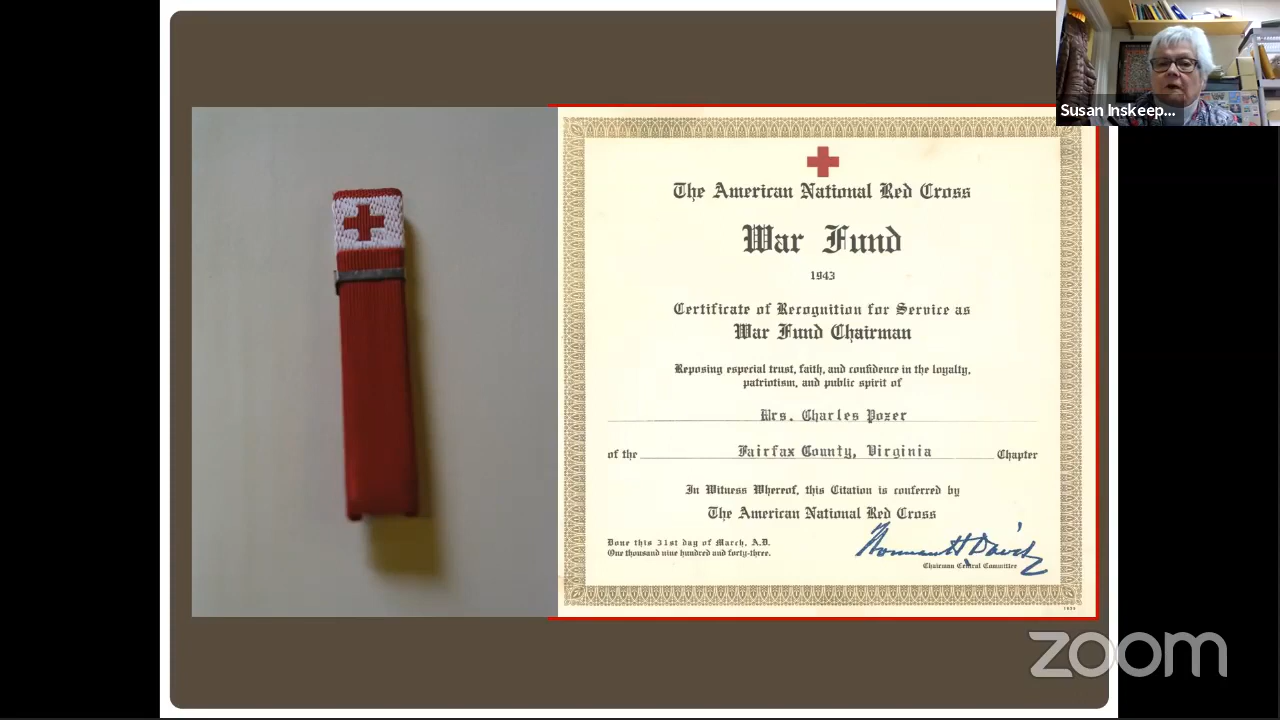 Susan Inskeep...
The American National Red Cross
War Fund
1943
Certificate of Recognition for Service as
War Fund Chairman
Reposing especial trust, faith, and confidence in the loyalty,
patriotism, and public spirit of
Mrs. Charles Pozer
of the Fairfax County, Virginia Chapter
In Witness Whereof, this Citation is conferred by
The American National Red Cross
Done this 31st day of March, A.D.
One thousand nine hundred and forty-three.
Norman H Davis
Chairman Central Committee
zoom